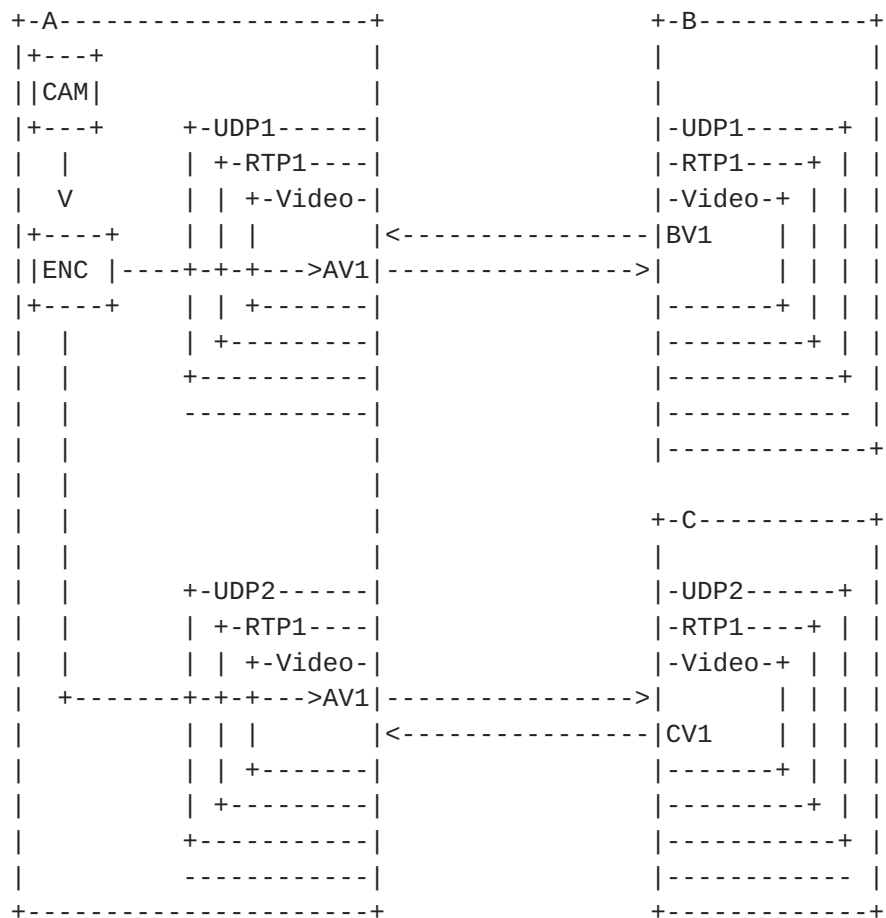 A B
CAM
UDP1 UDP1
RTP1 RTP1
V Video Video
BV1
ENC AV1
C
UDP2 UDP2
RTP1 RTP1
Video Video
AV1
CV1